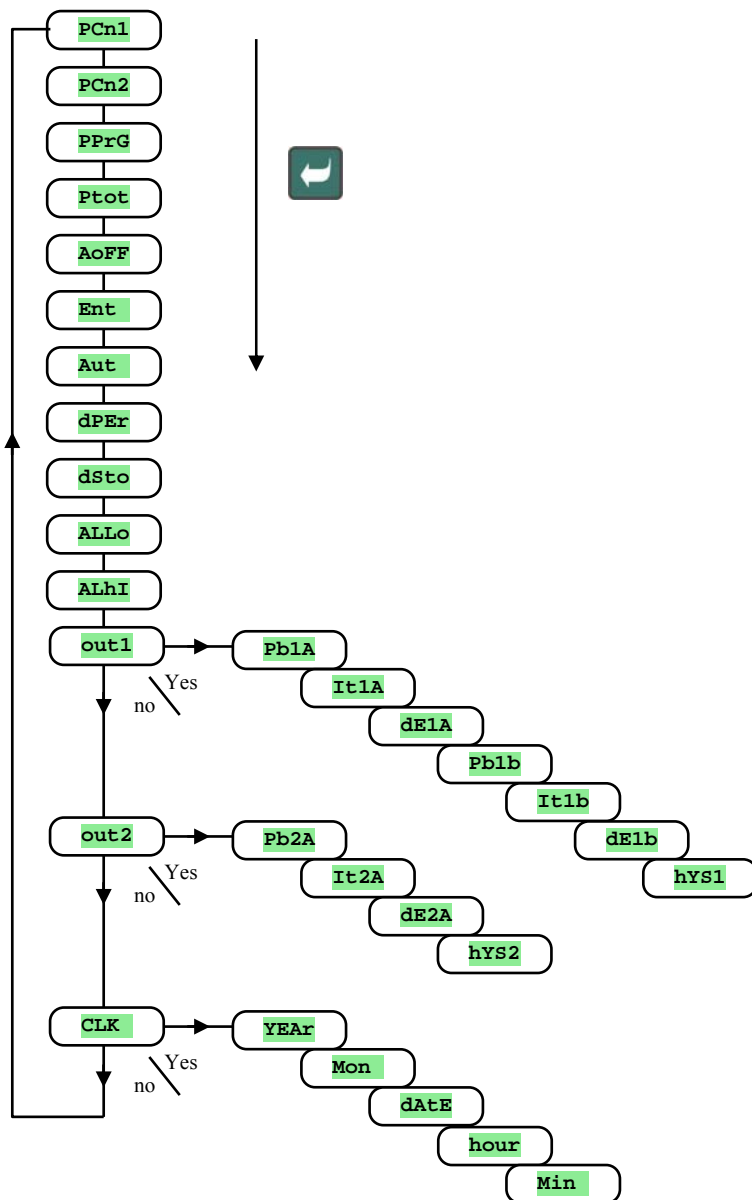 PCn1
PCn2
PPrG
Ptot
AoFF
Ent
Aut
dPEr
dSto
ALLo
ALhI
out1
Pb1A
Yes
no
It1A
dE1A
Pb1b
It1b
dE1b
hYS1
out2
Pb2A
Yes
no
It2A
dE2A
hYS2
CLK
YEAr
Yes
no
Mon
dAtE
hour
Min